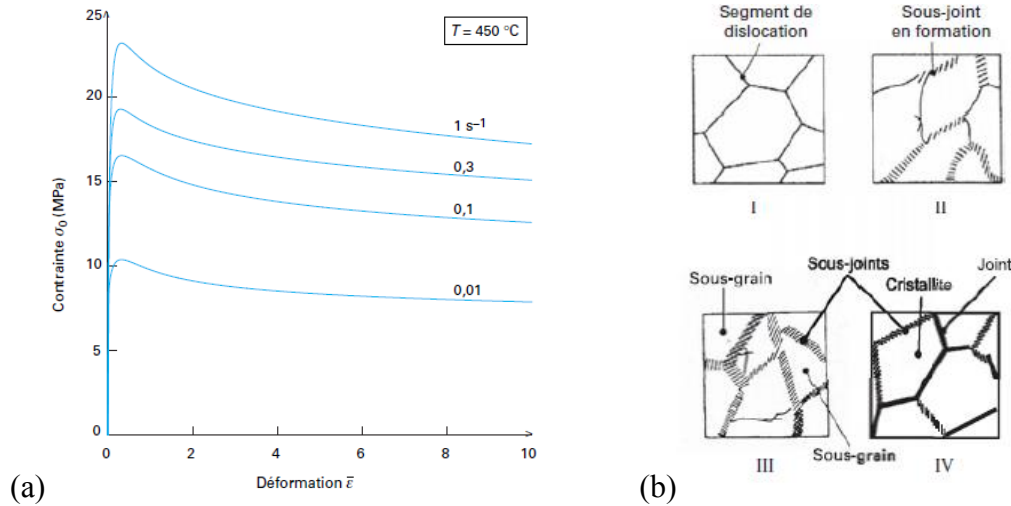 25
20
15
10
5
0
Contrainte σ₀ (MPa)
T = 450 °C
1 s⁻¹
0,3
0,1
0,01
0 2 4 6 8 10
Déformation ε̄
(a)
Segment de
dislocation
Sous-joint
en formation
I
II
Sous-grain
Sous-joints
Cristallite
Joint
Sous-grain
III
IV
(b)